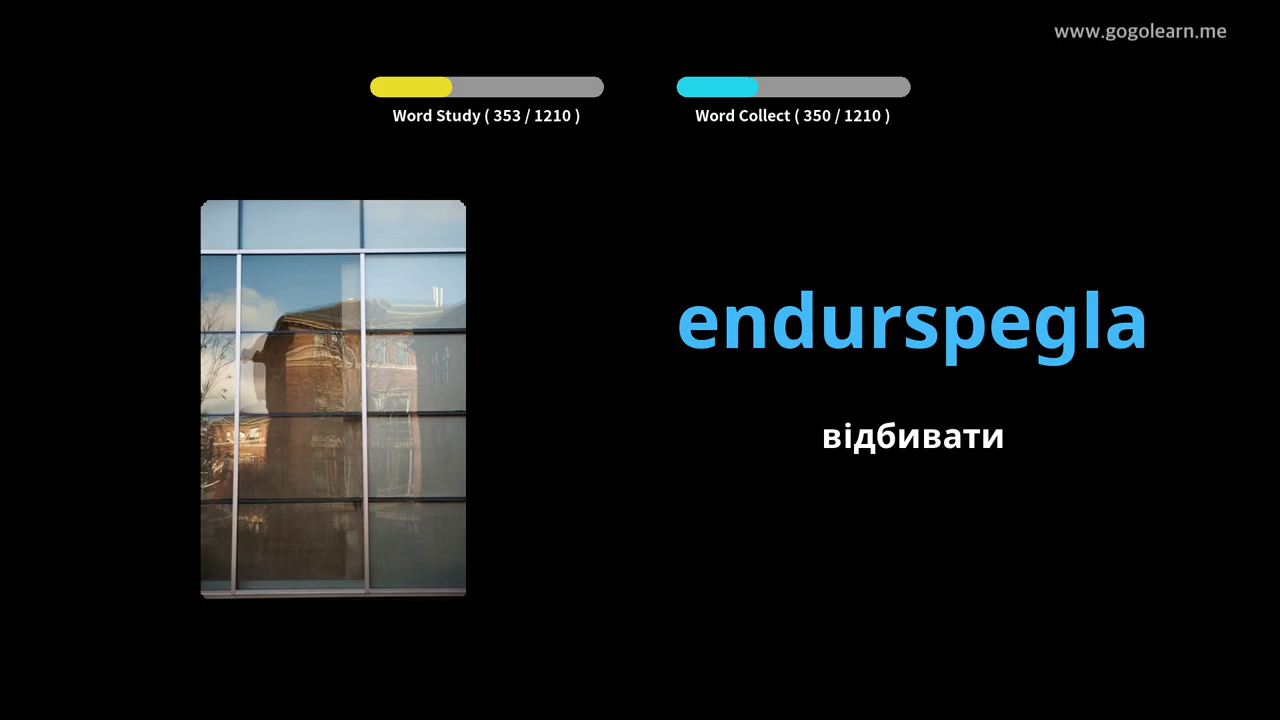 www.gogolearn.me
Word Study ( 353 / 1210 )
Word Collect ( 350 / 1210 )
endurspegla
відбивати